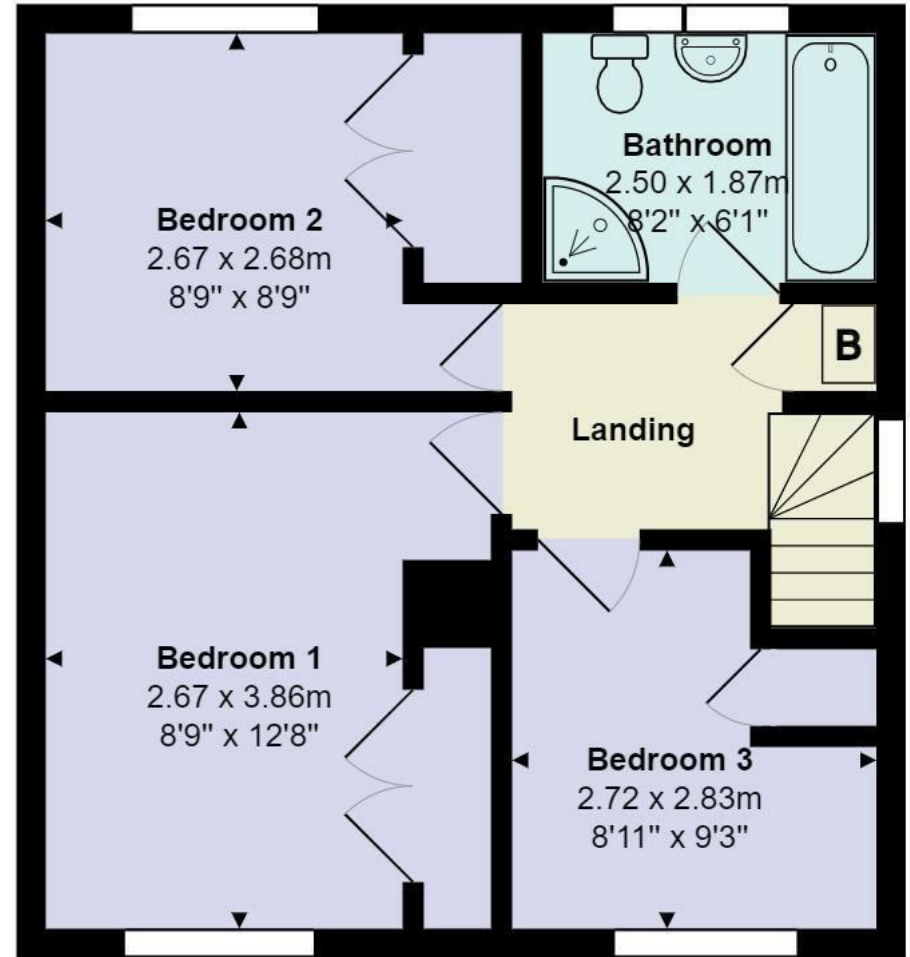 Bedroom 2
2.67 x 2.68m
8'9" x 8'9"
Bathroom
2.50 x 1.87m
8'2" x 6'1"
B
Landing
Bedroom 1
2.67 x 3.86m
8'9" x 12'8"
Bedroom 3
2.72 x 2.83m
8'11" x 9'3"